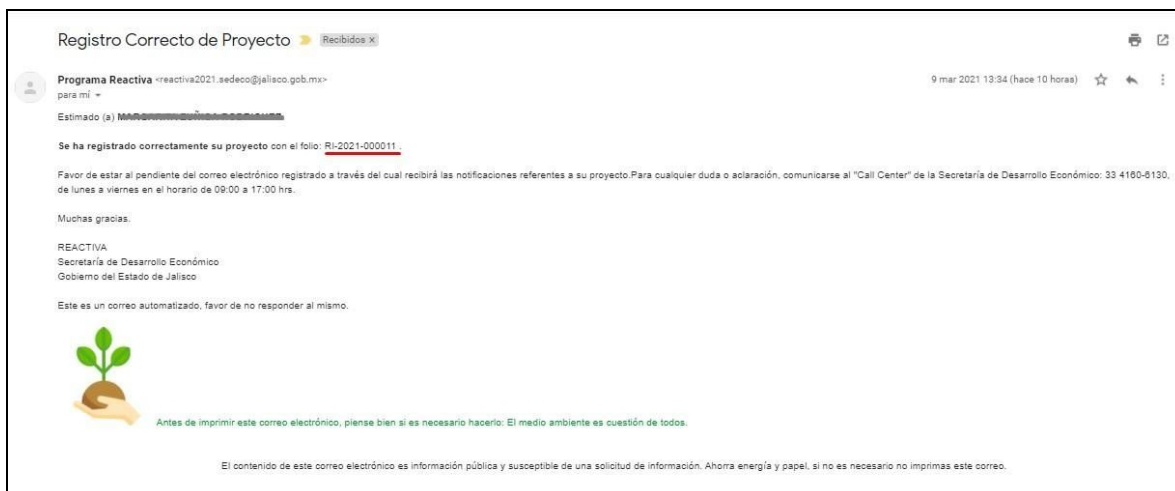 Registro Correcto de Proyecto Recibidos x
Programa Reactiva <reactiva2021.sedeco@jalisco.gob.mx> 9 mar 2021 13:34 (hace 10 horas)
para mí
Estimado (a)
Se ha registrado correctamente su proyecto con el folio: RI-2021-000011 .
Favor de estar al pendiente del correo electrónico registrado a través del cual recibirá las notificaciones referentes a su proyecto.Para cualquier duda o aclaración, comunicarse al "Call Center" de la Secretaría de Desarrollo Económico: 33 4160-6130,
de lunes a viernes en el horario de 09:00 a 17:00 hrs.
Muchas gracias.
REACTIVA
Secretaría de Desarrollo Económico
Gobierno del Estado de Jalisco
Este es un correo automatizado, favor de no responder al mismo.
Antes de imprimir este correo electrónico, piense bien si es necesario hacerlo: El medio ambiente es cuestión de todos.
El contenido de este correo electrónico es información pública y susceptible de una solicitud de información. Ahorra energía y papel, si no es necesario no imprimas este correo.